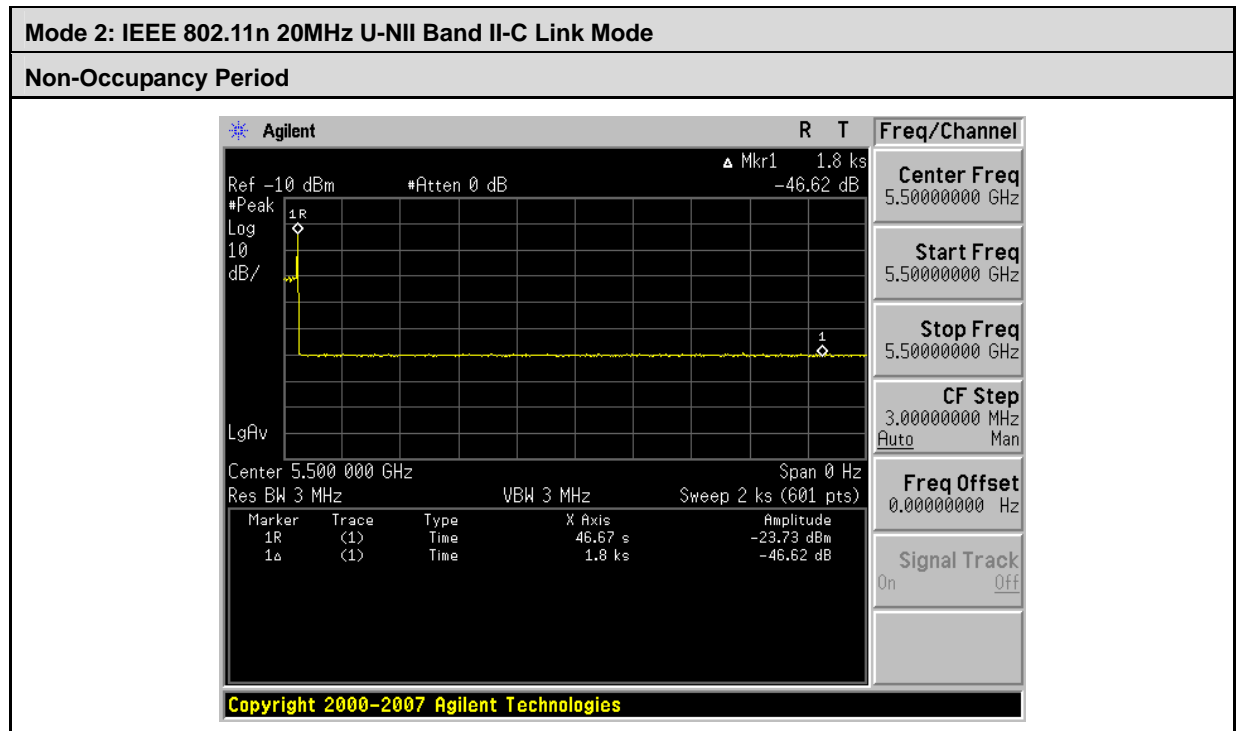 Mode 2: IEEE 802.11n 20MHz U-NII Band II-C Link Mode
Non-Occupancy Period
Agilent R T Freq/Channel
Δ Mkr1 1.8 ks
Ref –10 dBm #Atten 0 dB –46.62 dB
#Peak
Log
10
dB/
1R
1
LgAv
Center 5.500 000 GHz Span 0 Hz
Res BW 3 MHz VBW 3 MHz Sweep 2 ks (601 pts)
Marker Trace Type X Axis Amplitude
1R (1) Time 46.67 s –23.73 dBm
1Δ (1) Time 1.8 ks –46.62 dB
Center Freq
5.50000000 GHz
Start Freq
5.50000000 GHz
Stop Freq
5.50000000 GHz
CF Step
3.00000000 MHz
Auto Man
Freq Offset
0.00000000 Hz
Signal Track
On Off
Copyright 2000–2007 Agilent Technologies